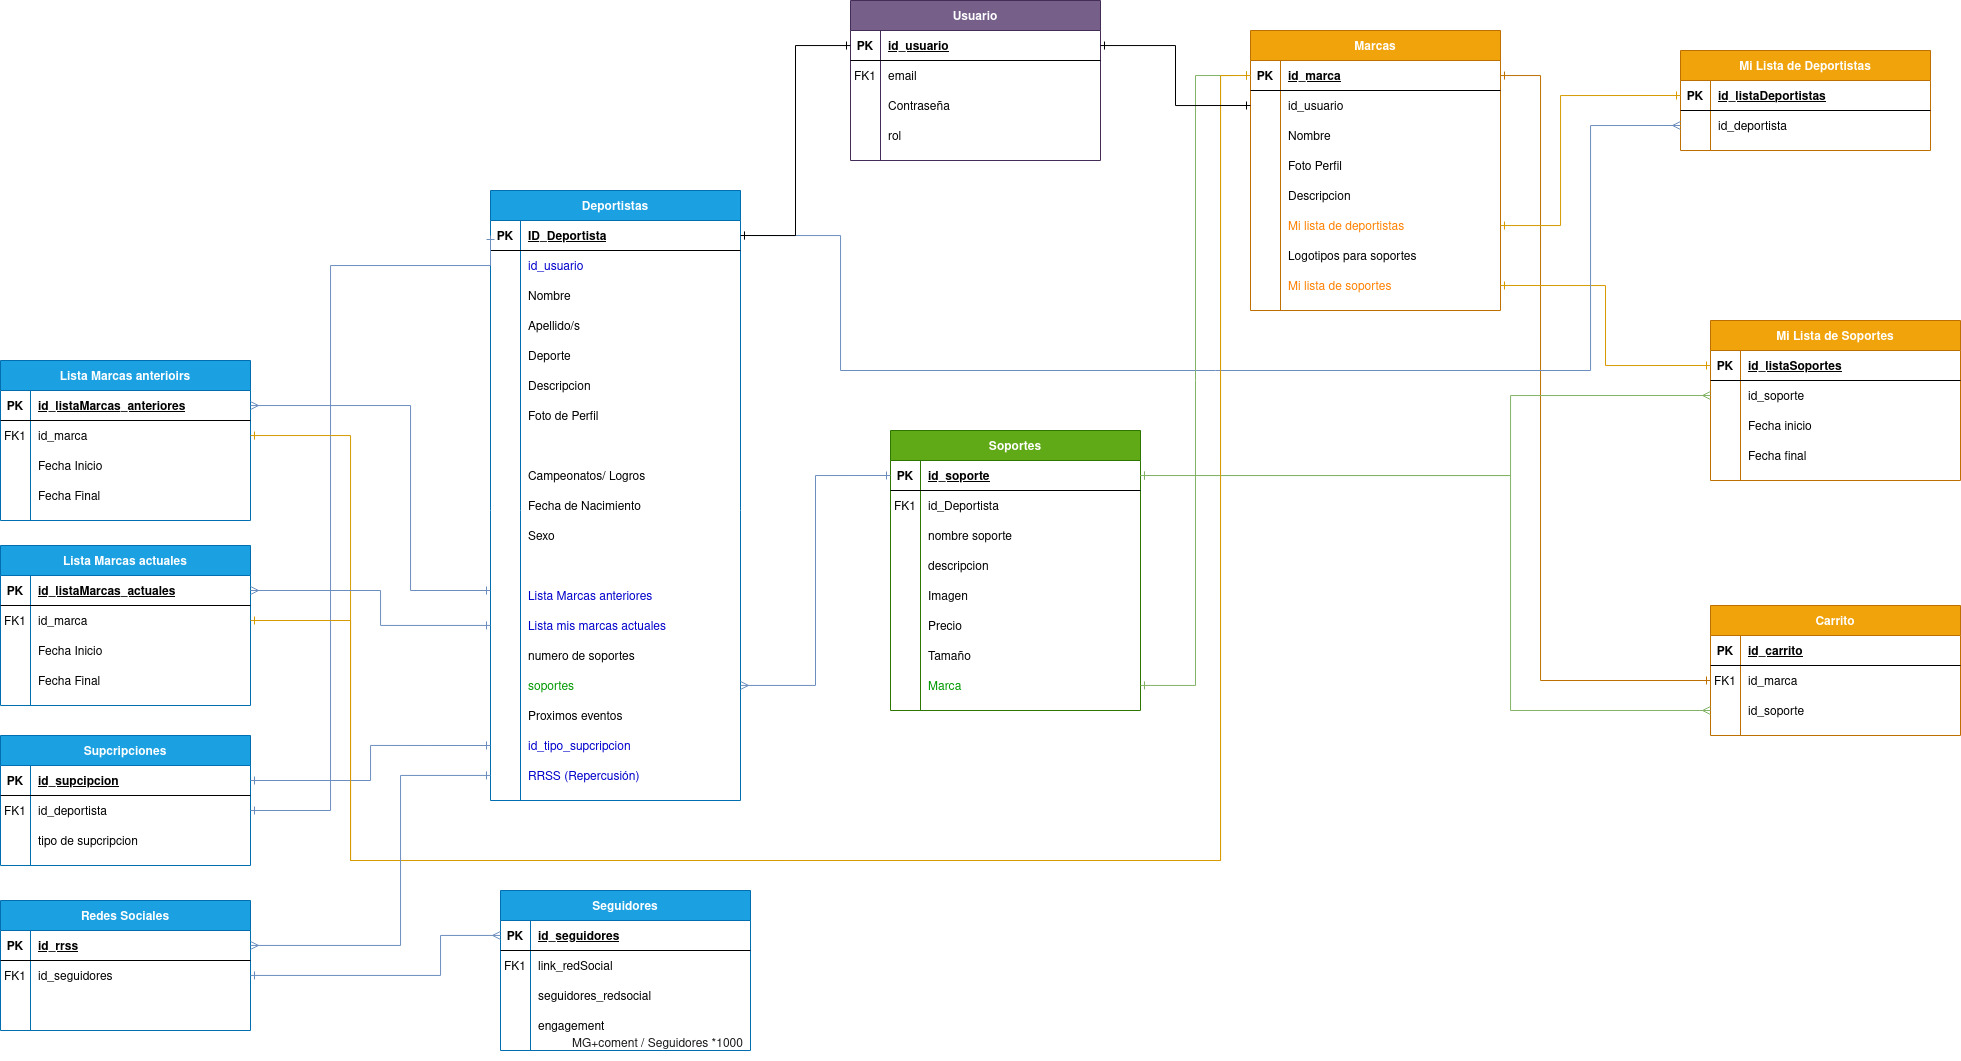 Usuario
PK id_usuario
FK1 email
Contraseña
rol
Marcas
PK id_marca
id_usuario
Nombre
Foto Perfil
Descripcion
Mi lista de deportistas
Logotipos para soportes
Mi lista de soportes
Mi Lista de Deportistas
PK id_listaDeportistas
id_deportista
Deportistas
PK ID_Deportista
id_usuario
Nombre
Apellido/s
Deporte
Descripcion
Foto de Perfil
Campeonatos/ Logros
Fecha de Nacimiento
Sexo
Lista Marcas anteriores
Lista mis marcas actuales
numero de soportes
soportes
Proximos eventos
id_tipo_supcripcion
RRSS (Repercusión)
Mi Lista de Soportes
PK id_listaSoportes
id_soporte
Fecha inicio
Fecha final
Lista Marcas anterioirs
PK id_listaMarcas_anteriores
FK1 id_marca
Fecha Inicio
Fecha Final
Soportes
PK id_soporte
FK1 id_Deportista
nombre soporte
descripcion
Imagen
Precio
Tamaño
Marca
Lista Marcas actuales
PK id_listaMarcas_actuales
FK1 id_marca
Fecha Inicio
Fecha Final
Carrito
PK id_carrito
FK1 id_marca
id_soporte
Supcripciones
PK id_supcipcion
FK1 id_deportista
tipo de supcripcion
Redes Sociales
PK id_rrss
FK1 id_seguidores
Seguidores
PK id_seguidores
FK1 link_redSocial
seguidores_redsocial
engagement
MG+coment / Seguidores *1000